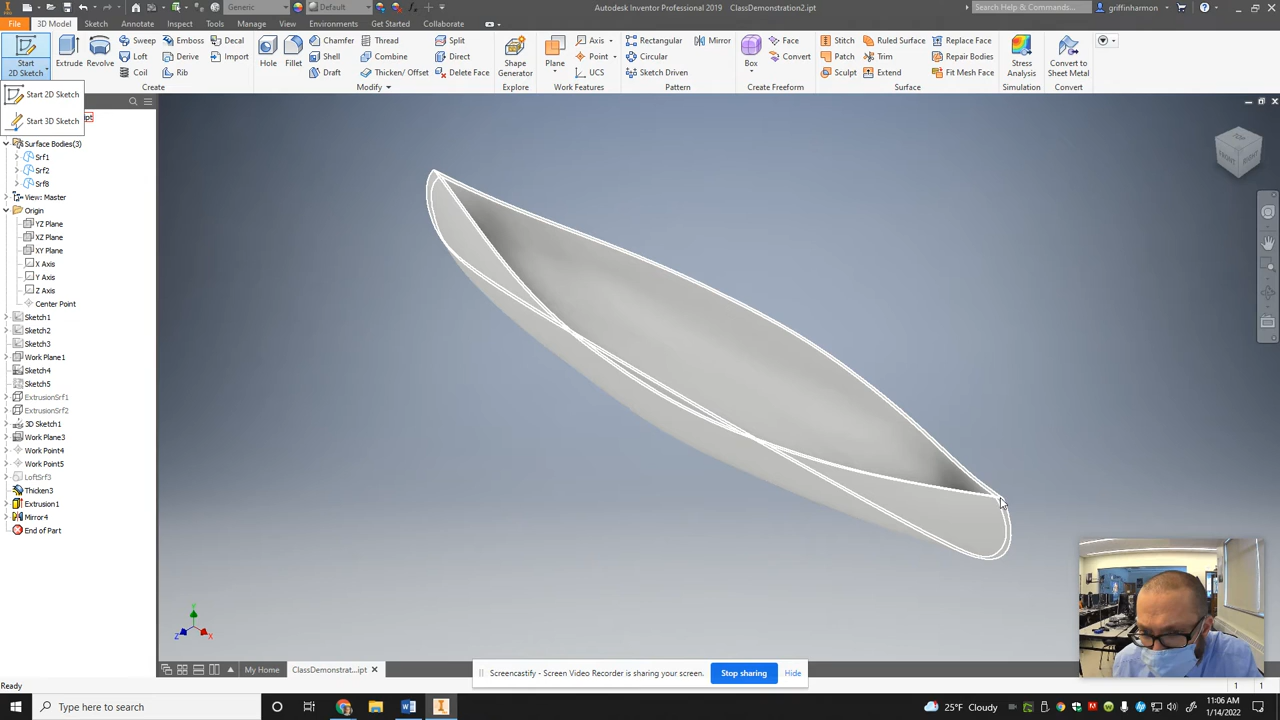 Generic
Default
Autodesk Inventor Professional 2019 ClassDemonstration2.ipt
Search Help & Commands...
griffinharmon
File
3D Model
Sketch
Annotate
Inspect
Tools
Manage
View
Environments
Get Started
Collaborate
Start
2D Sketch
Extrude
Revolve
Sweep
Emboss
Decal
Loft
Derive
Import
Coil
Rib
Create
Hole
Fillet
Chamfer
Thread
Split
Direct
Shell
Combine
Draft
Thicken/ Offset
Delete Face
Modify
Shape
Generator
Explore
Plane
Axis
Point
UCS
Work Features
Rectangular
Mirror
Circular
Sketch Driven
Pattern
Box
Face
Convert
Create Freeform
Stitch
Ruled Surface
Replace Face
Patch
Trim
Repair Bodies
Sculpt
Extend
Fit Mesh Face
Surface
Stress
Analysis
Simulation
Convert to
Sheet Metal
Convert
Start 2D Sketch
Start 3D Sketch
Surface Bodies(3)
Srf1
Srf2
Srf8
View: Master
Origin
YZ Plane
XZ Plane
XY Plane
X Axis
Y Axis
Z Axis
Center Point
Sketch1
Sketch2
Sketch3
Work Plane1
Sketch4
Sketch5
ExtrusionSrf1
ExtrusionSrf2
3D Sketch1
Work Plane3
Work Point4
Work Point5
LoftSrf3
Thicken3
Extrusion1
Mirror4
End of Part
FRONT
RIGHT
Z
X
My Home
ClassDemonstrat...ipt
Screencastify - Screen Video Recorder is sharing your screen.
Stop sharing
Hide
Ready
1
1
Type here to search
25°F Cloudy
11:06 AM
1/14/2022